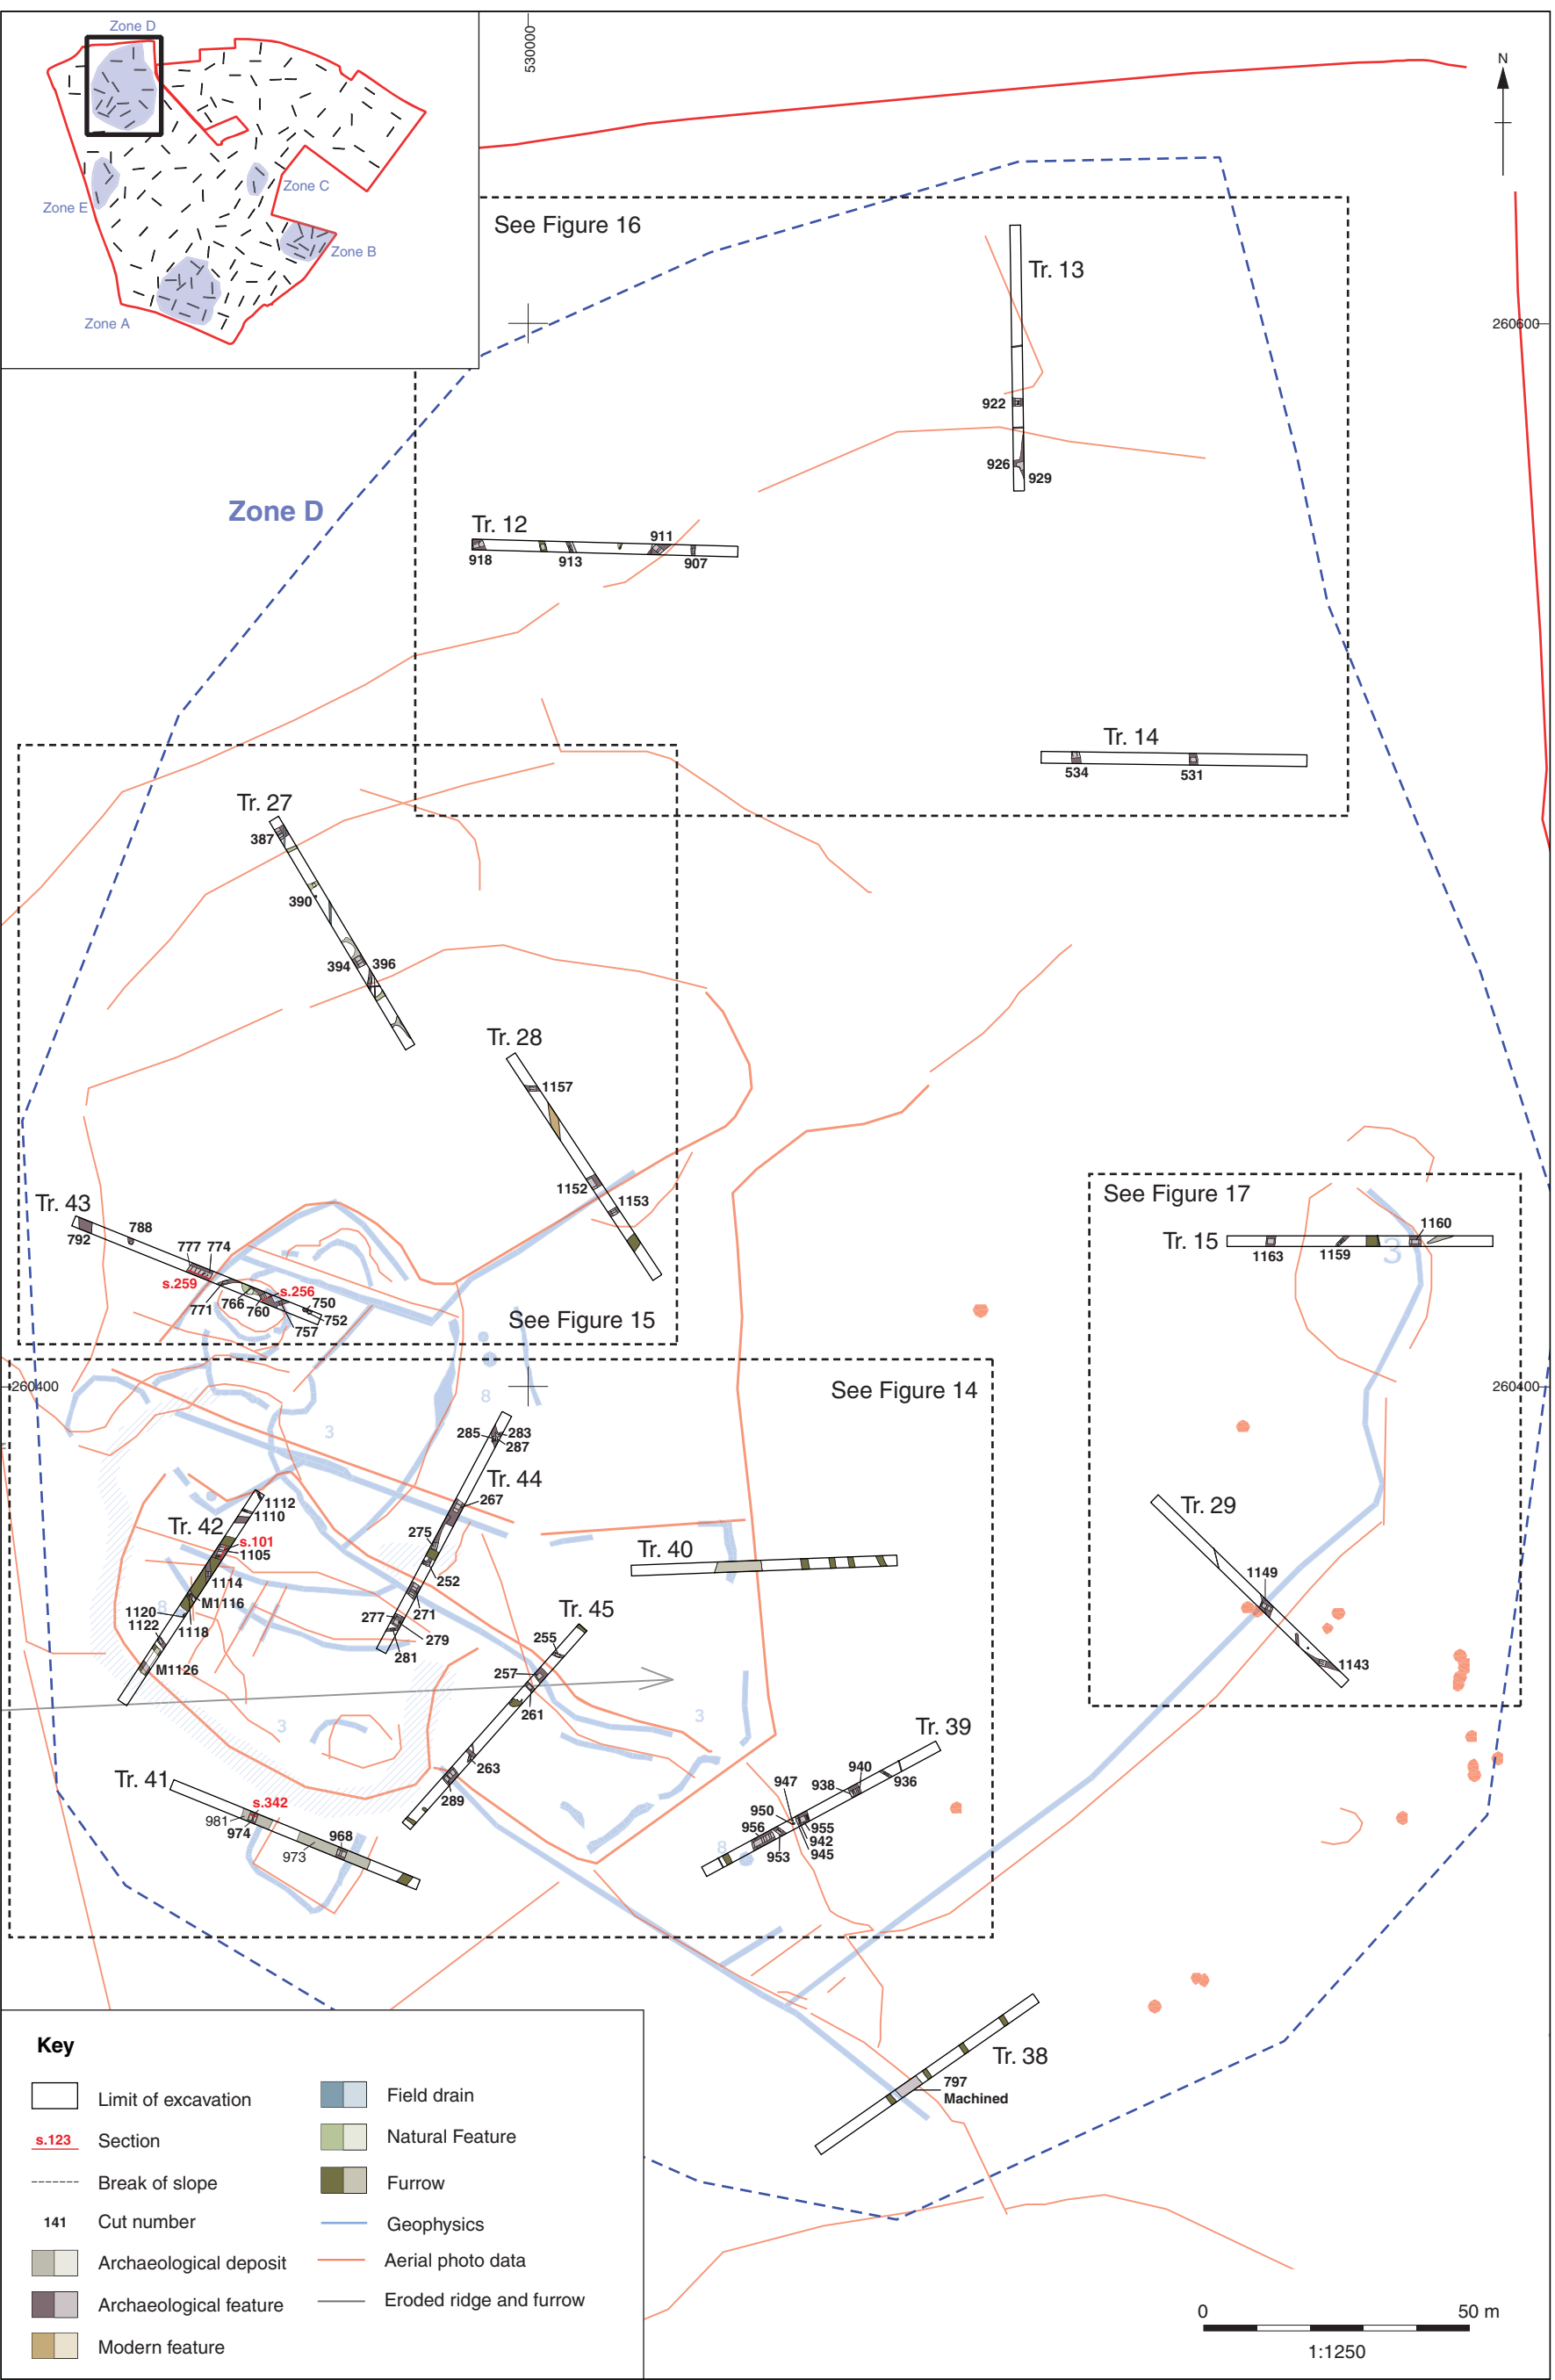 Zone D
Zone C
Zone E
Zone B
Zone A
530000
N
See Figure 16
Tr. 13
260600
922
926
929
Zone D
Tr. 12
911
918
913
907
Tr. 14
534
531
Tr. 27
387
390
394
396
Tr. 28
1157
1152
1153
See Figure 17
Tr. 15
1160
1163
1159
3
Tr. 43
788
792
777
774
s.259
s.256
771
766
760
750
752
757
See Figure 15
260400
See Figure 14
260400
8
3
285
283
287
Tr. 44
267
275
252
271
277
279
281
Tr. 42
1112
1110
s.101
1105
1114
M1116
8
1120
1122
1118
M1126
Tr. 40
Tr. 45
255
257
261
263
289
3
3
Tr. 29
1149
1143
Tr. 39
940
947
938
936
950
956
955
942
953
945
8
Tr. 41
s.342
981
974
968
973
Tr. 38
797
Machined
Key
Limit of excavation
s.123 Section
Break of slope
141 Cut number
Archaeological deposit
Archaeological feature
Modern feature
Field drain
Natural Feature
Furrow
Geophysics
Aerial photo data
Eroded ridge and furrow
0 50 m
1:1250